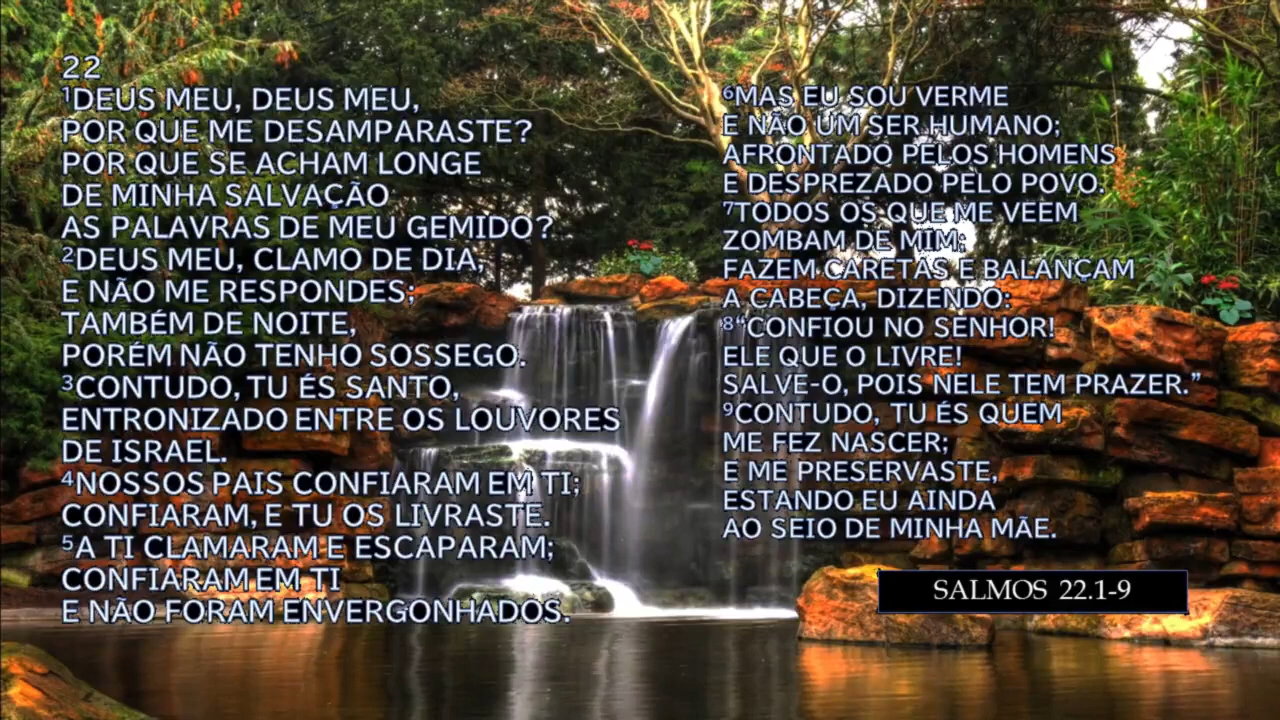 22
¹DEUS MEU, DEUS MEU,
POR QUE ME DESAMPARASTE?
POR QUE SE ACHAM LONGE
DE MINHA SALVAÇÃO
AS PALAVRAS DE MEU GEMIDO?
²DEUS MEU, CLAMO DE DIA,
E NÃO ME RESPONDES;
TAMBÉM DE NOITE,
PORÉM NÃO TENHO SOSSEGO.
³CONTUDO, TU ÉS SANTO,
ENTRONIZADO ENTRE OS LOUVORES
DE ISRAEL.
⁴NOSSOS PAIS CONFIARAM EM TI;
CONFIARAM, E TU OS LIVRASTE.
⁵A TI CLAMARAM E ESCAPARAM;
CONFIARAM EM TI
E NÃO FORAM ENVERGONHADOS.
⁶MAS EU SOU VERME
E NÃO UM SER HUMANO;
AFRONTADO PELOS HOMENS
E DESPREZADO PELO POVO.
⁷TODOS OS QUE ME VEEM
ZOMBAM DE MIM;
FAZEM CARETAS E BALANÇAM
A CABEÇA, DIZENDO:
⁸“CONFIOU NO SENHOR!
ELE QUE O LIVRE!
SALVE-O, POIS NELE TEM PRAZER.”
⁹CONTUDO, TU ÉS QUEM
ME FEZ NASCER;
E ME PRESERVASTE,
ESTANDO EU AINDA
AO SEIO DE MINHA MÃE.
SALMOS 22.1-9